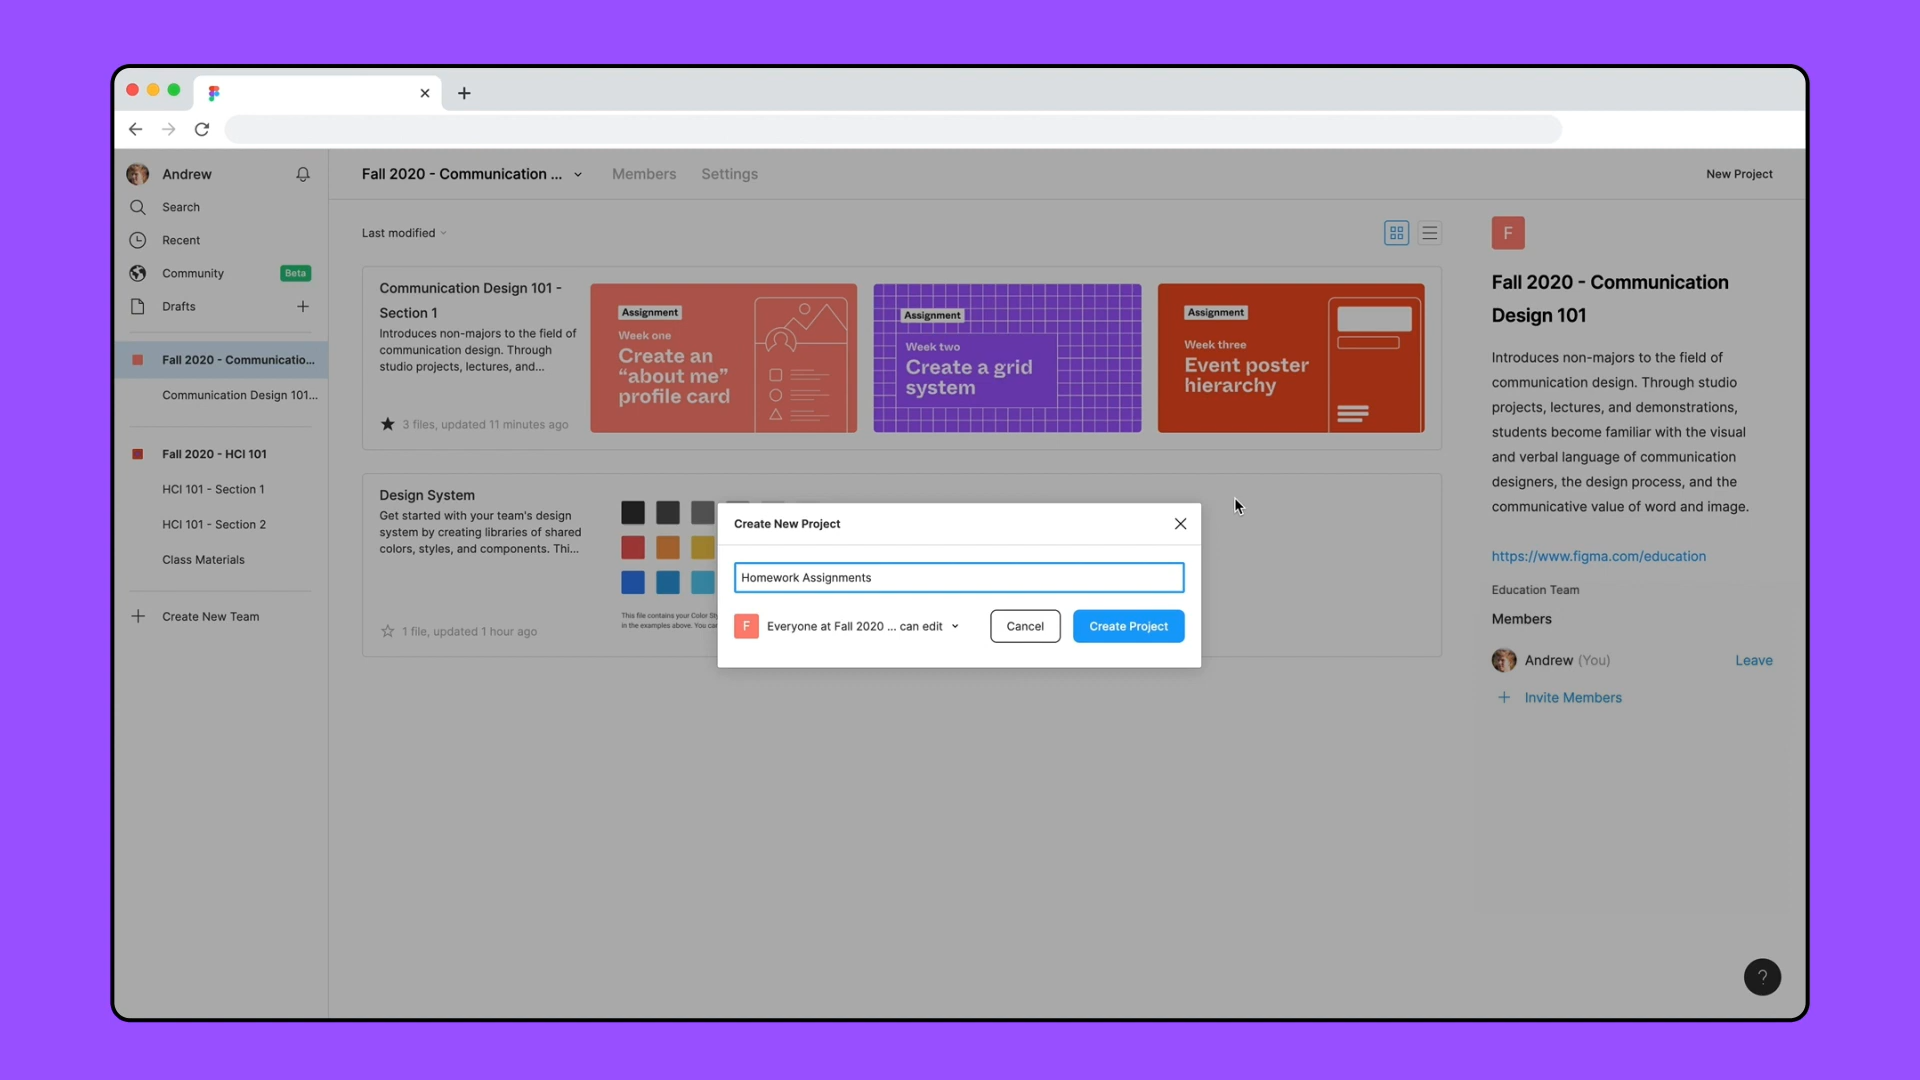 Andrew
Search
Recent
Community Beta
Drafts
Fall 2020 - Communicatio...
Communication Design 101...
Fall 2020 - HCI 101
HCI 101 - Section 1
HCI 101 - Section 2
Class Materials
Create New Team
Fall 2020 - Communication ... Members Settings New Project
Last modified
Communication Design 101 -
Section 1
Introduces non-majors to the field of
communication design. Through
studio projects, lectures, and...
3 files, updated 11 minutes ago
Assignment
Week one
Create an
“about me”
profile card
Assignment
Week two
Create a grid
system
Assignment
Week three
Event poster
hierarchy
Design System
Get started with your team's design
system by creating libraries of shared
colors, styles, and components. Thi...
1 file, updated 1 hour ago
This file contains your Color
in the examples above. You
Create New Project
Homework Assignments
F Everyone at Fall 2020 ... can edit Cancel Create Project
F
Fall 2020 - Communication
Design 101
Introduces non-majors to the field of
communication design. Through studio
projects, lectures, and demonstrations,
students become familiar with the visual
and verbal language of communication
designers, the design process, and the
communicative value of word and image.
https://www.figma.com/education
Education Team
Members
Andrew (You) Leave
Invite Members
?